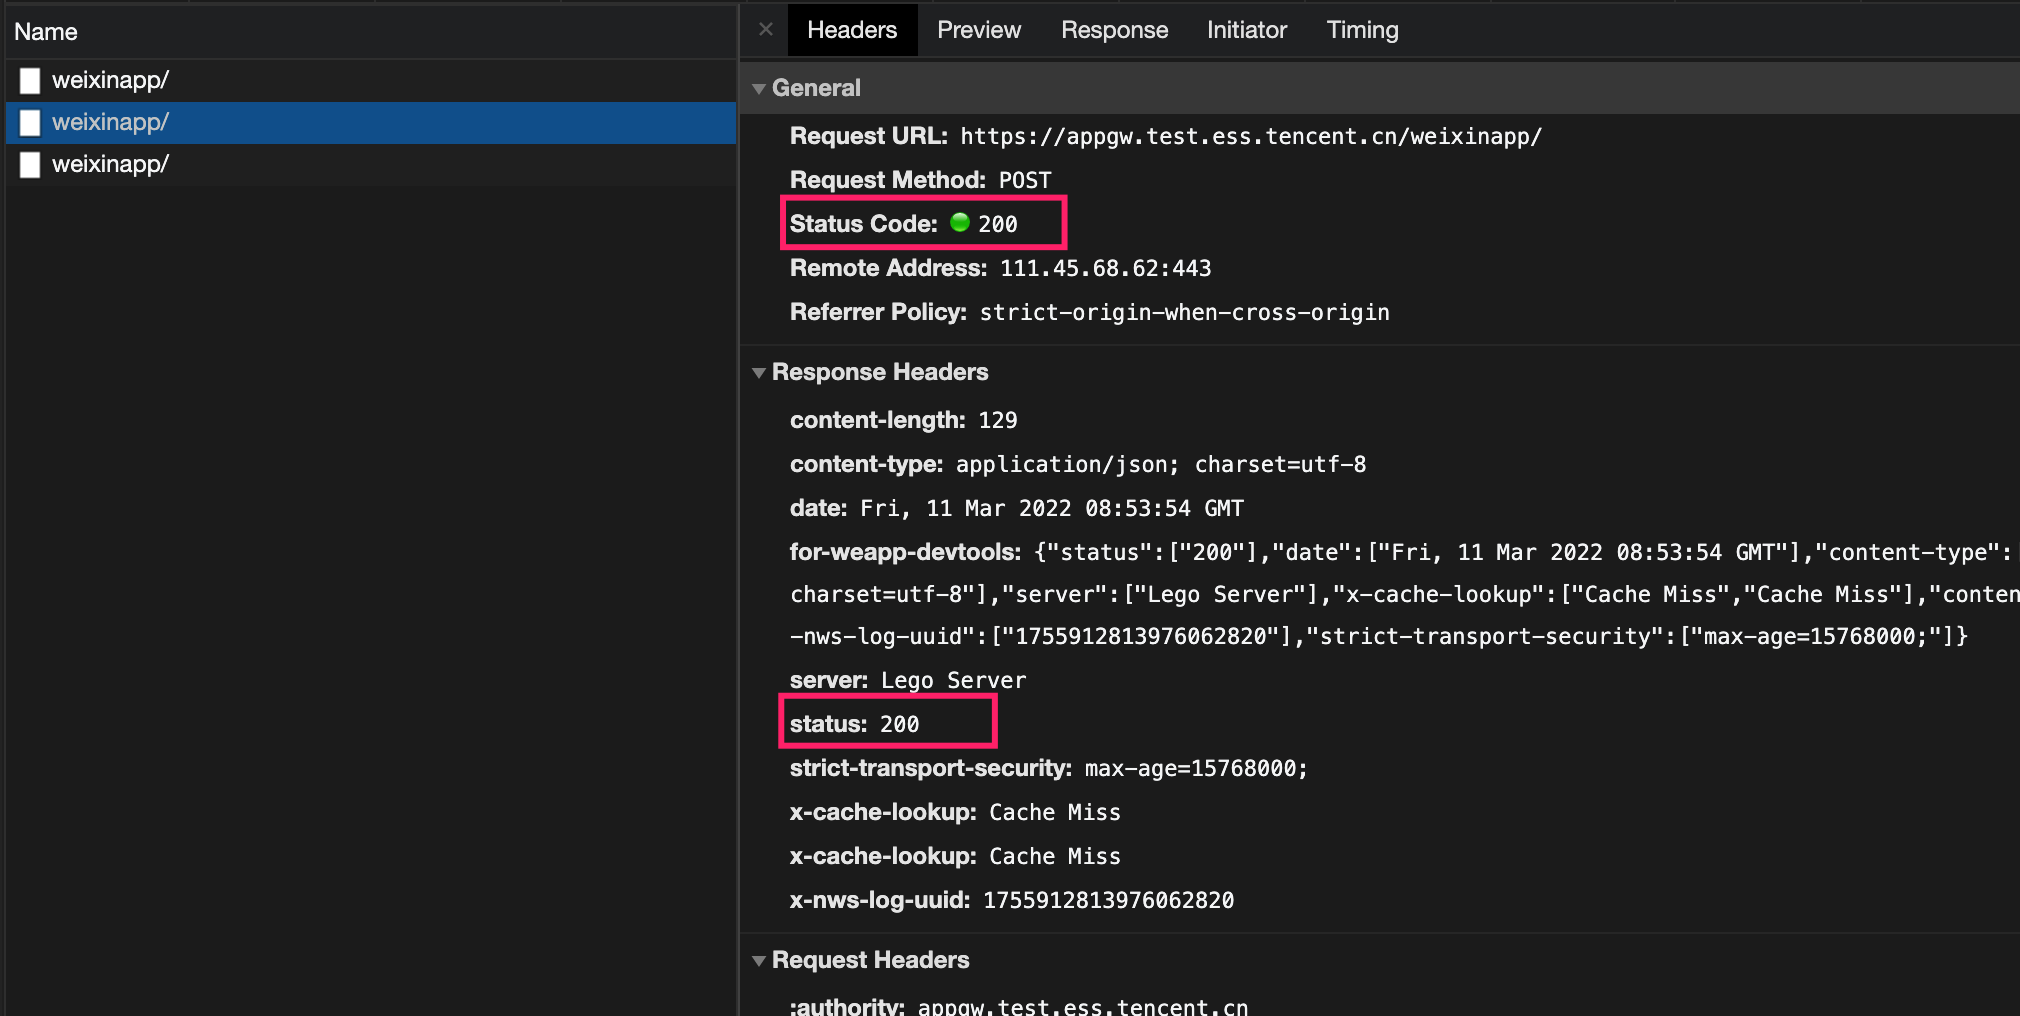 Name
weixinapp/
weixinapp/
weixinapp/
× Headers Preview Response Initiator Timing
General
Request URL: https://appgw.test.ess.tencent.cn/weixinapp/
Request Method: POST
Status Code: 200
Remote Address: 111.45.68.62:443
Referrer Policy: strict-origin-when-cross-origin
Response Headers
content-length: 129
content-type: application/json; charset=utf-8
date: Fri, 11 Mar 2022 08:53:54 GMT
for-weapp-devtools: {"status":["200"],"date":["Fri, 11 Mar 2022 08:53:54 GMT"],"content-type":[
charset=utf-8"],"server":["Lego Server"],"x-cache-lookup":["Cache Miss","Cache Miss"],"conten
-nws-log-uuid":["1755912813976062820"],"strict-transport-security":["max-age=15768000;"]}
server: Lego Server
status: 200
strict-transport-security: max-age=15768000;
x-cache-lookup: Cache Miss
x-cache-lookup: Cache Miss
x-nws-log-uuid: 1755912813976062820
Request Headers
:authority: appgw.test.ess.tencent.cn